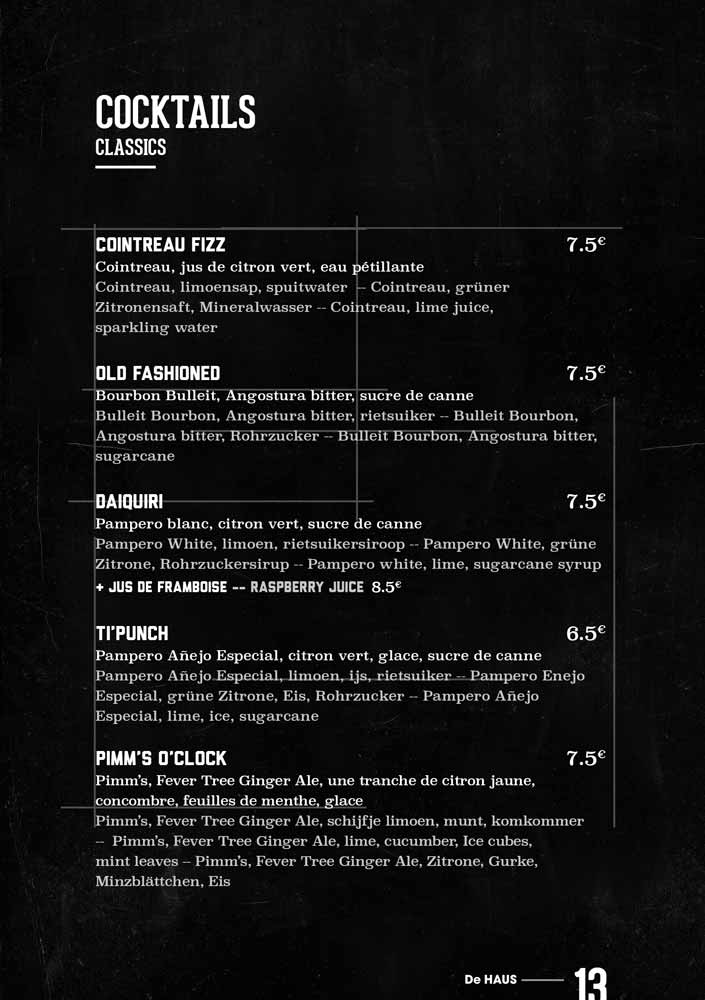 COCKTAILS
CLASSICS
COINTREAU FIZZ 7.5€
Cointreau, jus de citron vert, eau pétillante
Cointreau, limoensap, spuitwater -- Cointreau, grüner
Zitronensaft, Mineralwasser -- Cointreau, lime juice,
sparkling water
OLD FASHIONED 7.5€
Bourbon Bulleit, Angostura bitter, sucre de canne
Bulleit Bourbon, Angostura bitter, rietsuiker -- Bulleit Bourbon,
Angostura bitter, Rohrzucker -- Bulleit Bourbon, Angostura bitter,
sugarcane
DAIQUIRI 7.5€
Pampero blanc, citron vert, sucre de canne
Pampero White, limoen, rietsuikersiroop -- Pampero White, grüne
Zitrone, Rohrzuckersirup -- Pampero white, lime, sugarcane syrup
+ JUS DE FRAMBOISE -- RASPBERRY JUICE 8.5€
TI'PUNCH 6.5€
Pampero Añejo Especial, citron vert, glace, sucre de canne
Pampero Añejo Especial, limoen, ijs, rietsuiker -- Pampero Enejo
Especial, grüne Zitrone, Eis, Rohrzucker -- Pampero Añejo
Especial, lime, ice, sugarcane
PIMM'S O'CLOCK 7.5€
Pimm's, Fever Tree Ginger Ale, une tranche de citron jaune,
concombre, feuilles de menthe, glace
Pimm's, Fever Tree Ginger Ale, schijfje limoen, munt, komkommer
-- Pimm's, Fever Tree Ginger Ale, lime, cucumber, Ice cubes,
mint leaves -- Pimm's, Fever Tree Ginger Ale, Zitrone, Gurke,
Minzblättchen, Eis
De HAUS 13